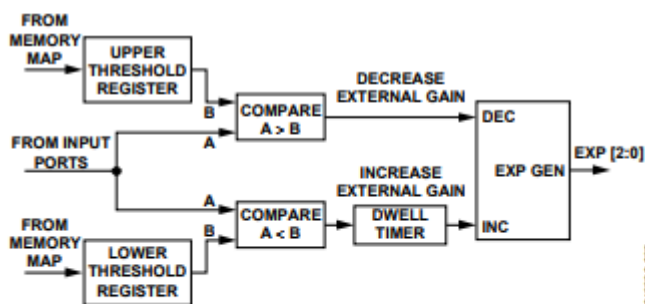 FROM
MEMORY
MAP
UPPER
THRESHOLD
REGISTER
B
COMPARE
A > B
A
DECREASE
EXTERNAL GAIN
DEC
EXP GEN
INC
EXP [2:0]
FROM INPUT
PORTS
INCREASE
EXTERNAL GAIN
A
B
COMPARE
A < B
DWELL
TIMER
FROM
MEMORY
MAP
LOWER
THRESHOLD
REGISTER